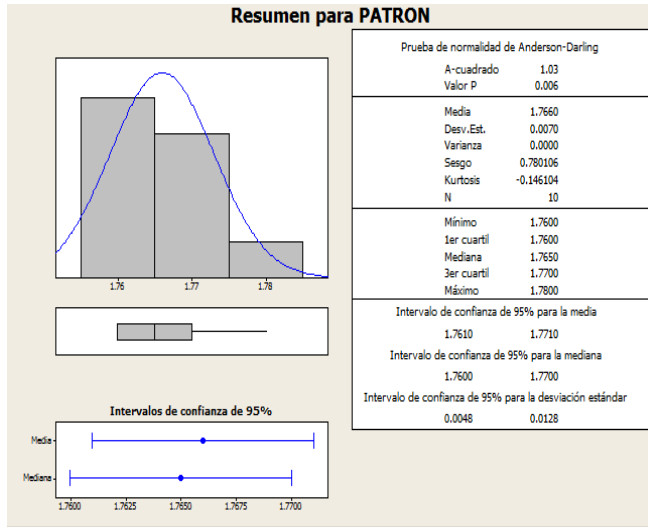 Resumen para PATRON
1.76 1.77 1.78
Intervalos de confianza de 95%
Media
Mediana
1.7600 1.7625 1.7650 1.7675 1.7700
Prueba de normalidad de Anderson-Darling
A-cuadrado 1.03
Valor P 0.006
Media 1.7660
Desv.Est. 0.0070
Varianza 0.0000
Sesgo 0.780106
Kurtosis -0.146104
N 10
Mínimo 1.7600
1er cuartil 1.7600
Mediana 1.7650
3er cuartil 1.7700
Máximo 1.7800
Intervalo de confianza de 95% para la media
1.7610 1.7710
Intervalo de confianza de 95% para la mediana
1.7600 1.7700
Intervalo de confianza de 95% para la desviación estándar
0.0048 0.0128